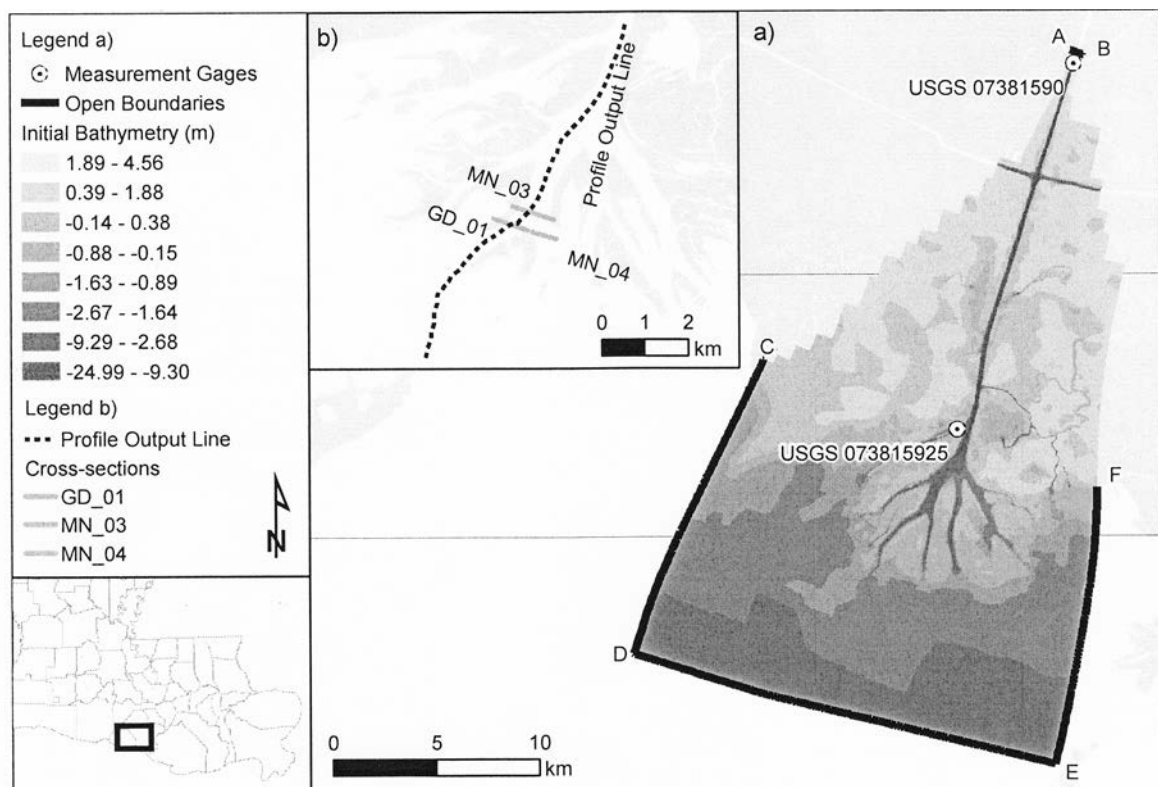 Legend a)
Measurement Gages
Open Boundaries
Initial Bathymetry (m)
1.89 - 4.56
0.39 - 1.88
-0.14 - 0.38
-0.88 - -0.15
-1.63 - -0.89
-2.67 - -1.64
-9.29 - -2.68
-24.99 - -9.30
Legend b)
Profile Output Line
Cross-sections
GD_01
MN_03
MN_04
N
b)
Profile Output Line
MN_03
GD_01
MN_04
0 1 2
km
a)
A B
USGS 07381590
C
USGS 073815925
F
D
E
0 5 10
km